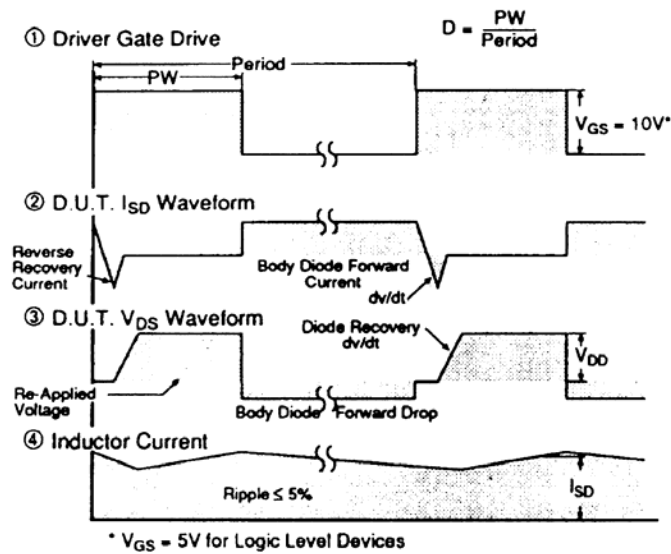 ① Driver Gate Drive
D = PW
Period
Period
PW
VGS = 10V*
② D.U.T. ISD Waveform
Reverse
Recovery
Current
Body Diode Forward
Current
dv/dt
③ D.U.T. VDS Waveform
Diode Recovery
dv/dt
VDD
Re-Applied
Voltage
Body Diode Forward Drop
④ Inductor Current
Ripple ≤ 5%
ISD
* VGS = 5V for Logic Level Devices